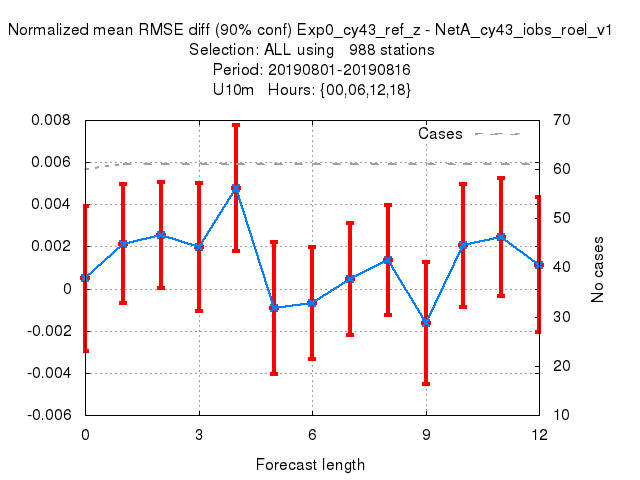 Normalized mean RMSE diff (90% conf) Exp0_cy43_ref_z - NetA_cy43_iobs_roel_v1
Selection: ALL using   988 stations
Period: 20190801-20190816
U10m   Hours: {00,06,12,18}
Cases
0.008
0.006
0.004
0.002
0
-0.002
-0.004
-0.006
70
60
50
40
30
20
10
No cases
0
3
6
9
12
Forecast length